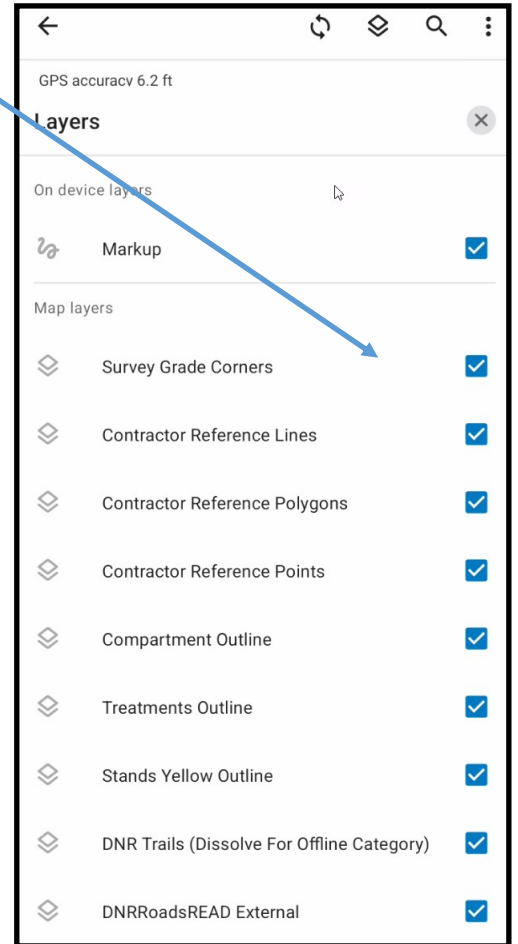 GPS accuracy 6.2 ft
Layers
On device layers
Markup
Map layers
Survey Grade Corners
Contractor Reference Lines
Contractor Reference Polygons
Contractor Reference Points
Compartment Outline
Treatments Outline
Stands Yellow Outline
DNR Trails (Dissolve For Offline Category)
DNRRoadsREAD External